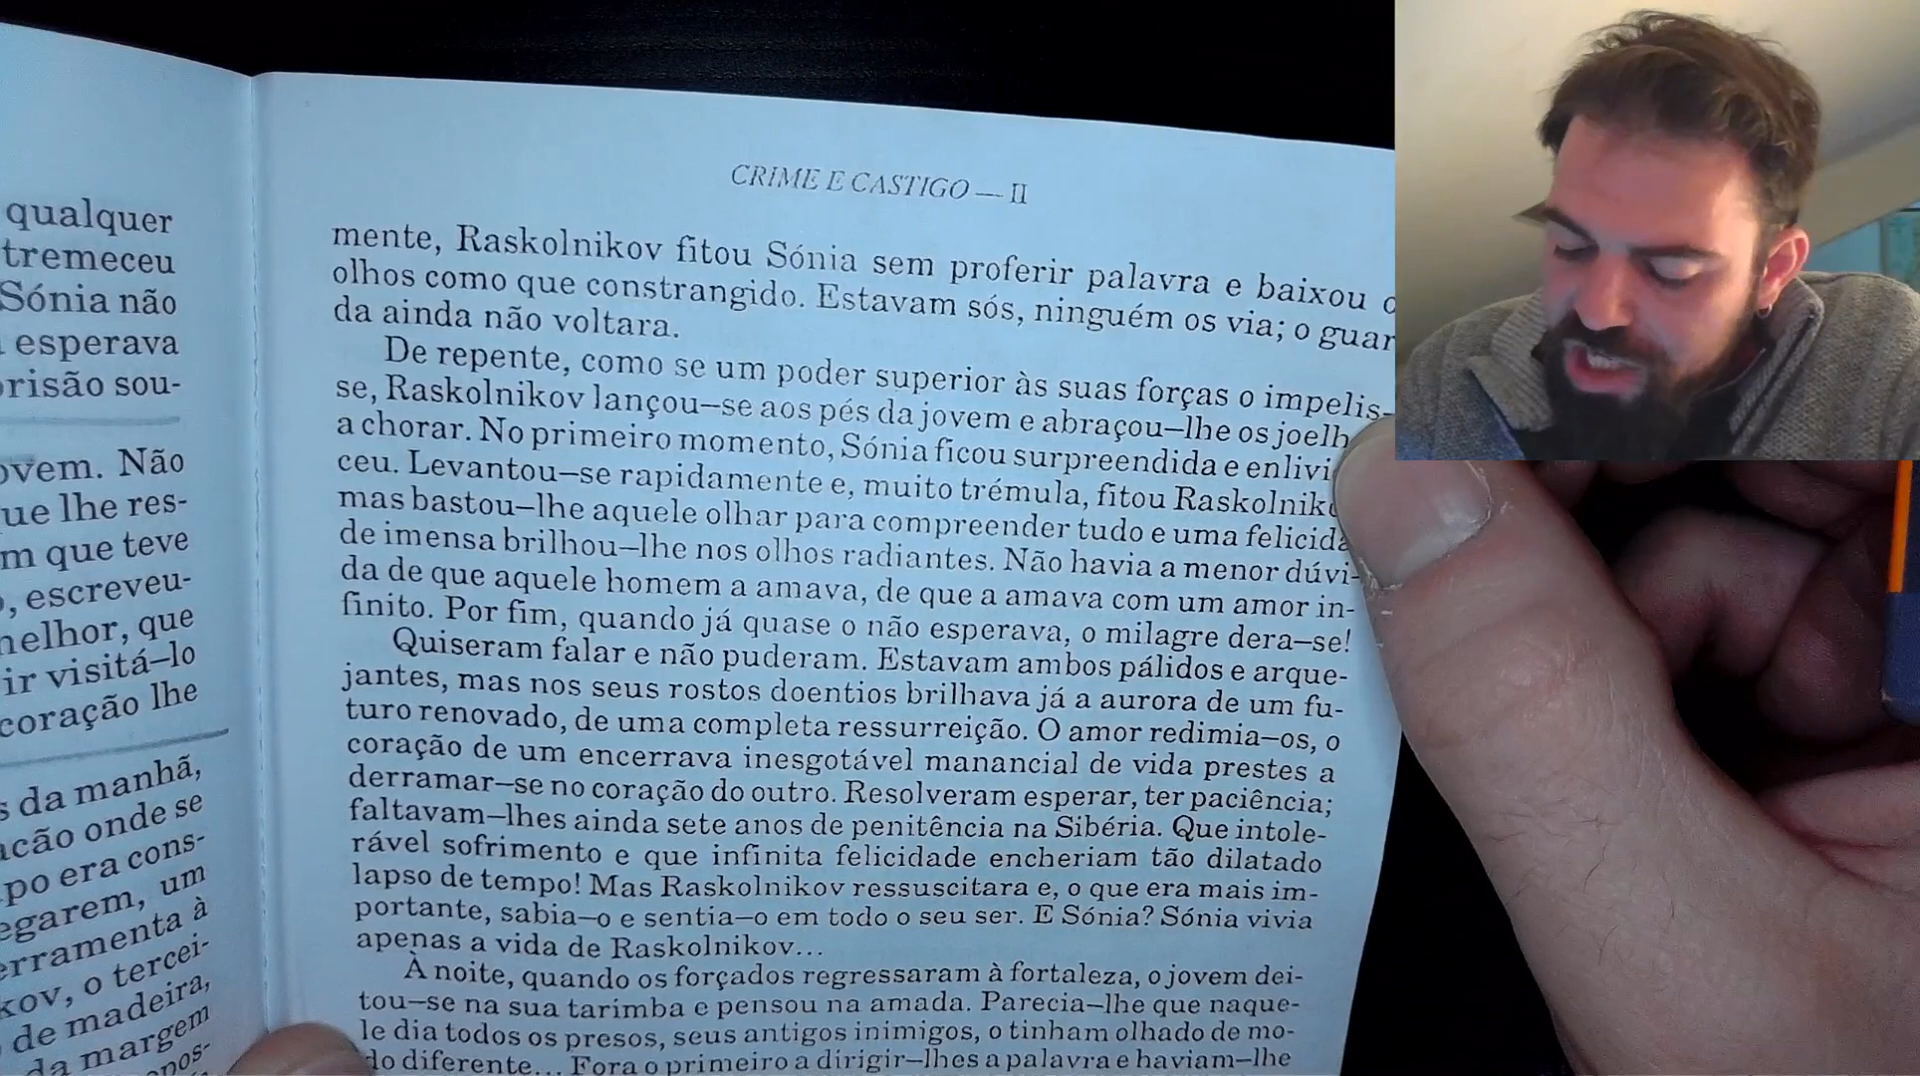 qualquer
tremeceu
Sónia não
esperava
risão sou-
ovem. Não
ue lhe res-
m que teve
, escreveu-
elhor, que
ir visitá—lo
coração lhe
s da manhã,
onde se
po era cons-
egarem, um
erramenta à
kov, o tercei-
de madeira,
da margem
CRIME E CASTIGO — II
mente, Raskolnikov fitou Sónia sem proferir palavra e baixou o
olhos como que constrangido. Estavam sós, ninguém os via; o guar
da ainda não voltara.
De repente, como se um poder superior às suas forças o impelis-
se, Raskolnikov lançou—se aos pés da jovem e abraçou—lhe os joelh
a chorar. No primeiro momento, Sónia ficou surpreendida e enlivi
ceu. Levantou—se rapidamente e, muito trémula, fitou Raskolniko
mas bastou—lhe aquele olhar para compreender tudo e uma felicida
de imensa brilhou—lhe nos olhos radiantes. Não havia a menor dúvi-
da de que aquele homem a amava, de que a amava com um amor in-
finito. Por fim, quando já quase o não esperava, o milagre dera—se!
Quiseram falar e não puderam. Estavam ambos pálidos e arque-
jantes, mas nos seus rostos doentios brilhava já a aurora de um fu-
turo renovado, de uma completa ressurreição. O amor redimia—os, o
coração de um encerrava inesgotável manancial de vida prestes a
derramar—se no coração do outro. Resolveram esperar, ter paciência;
faltavam—lhes ainda sete anos de penitência na Sibéria. Que intole-
rável sofrimento e que infinita felicidade encheriam tão dilatado
lapso de tempo! Mas Raskolnikov ressuscitara e, o que era mais im-
portante, sabia—o e sentia—o em todo o seu ser. E Sónia? Sónia vivia
apenas a vida de Raskolnikov...
À noite, quando os forçados regressaram à fortaleza, o jovem dei-
tou—se na sua tarimba e pensou na amada. Parecia—lhe que naque-
le dia todos os presos, seus antigos inimigos, o tinham olhado de mo-
do diferente... Fora o primeiro a dirigir—lhes a palavra e haviam—lhe